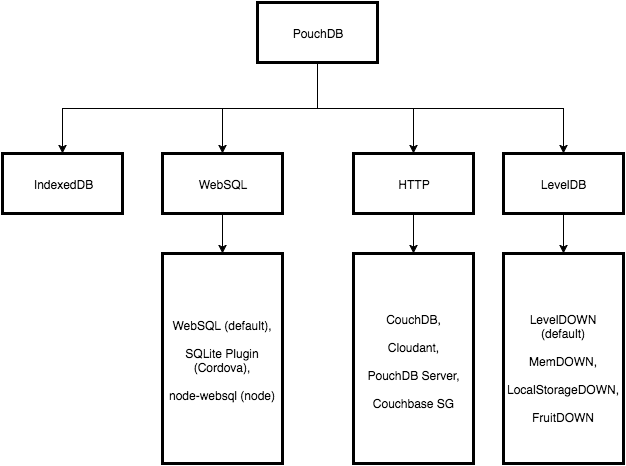 PouchDB
IndexedDB
WebSQL
HTTP
LevelDB
WebSQL (default),
SQLite Plugin
(Cordova),
node-websql (node)
CouchDB,
Cloudant,
PouchDB Server,
Couchbase SG
LevelDOWN
(default)
MemDOWN,
LocalStorageDOWN,
FruitDOWN